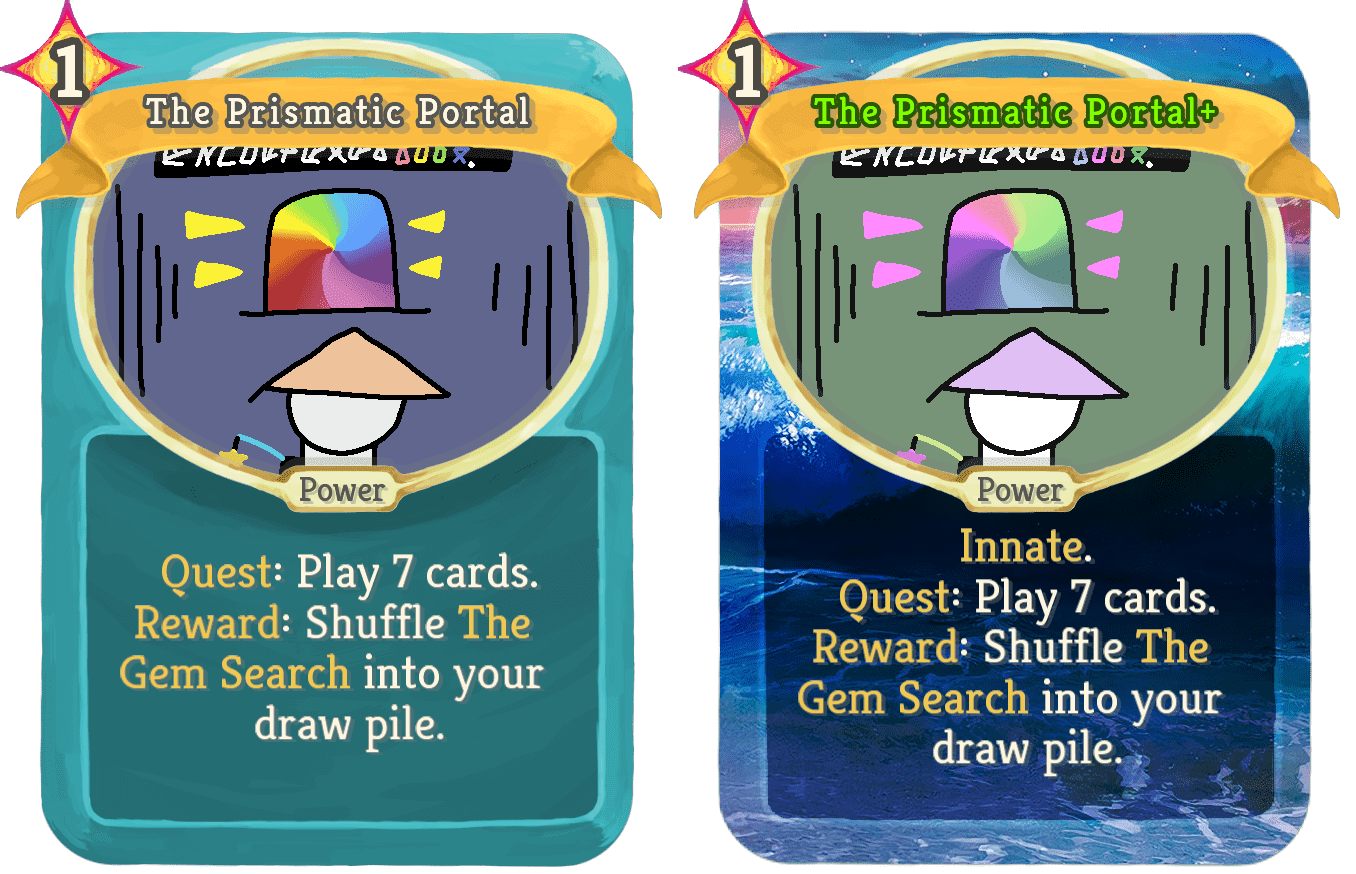 1
The Prismatic Portal
Power
Quest: Play 7 cards.
Reward: Shuffle The
Gem Search into your
draw pile.
1
The Prismatic Portal+
Power
Innate.
Quest: Play 7 cards.
Reward: Shuffle The
Gem Search into your
draw pile.